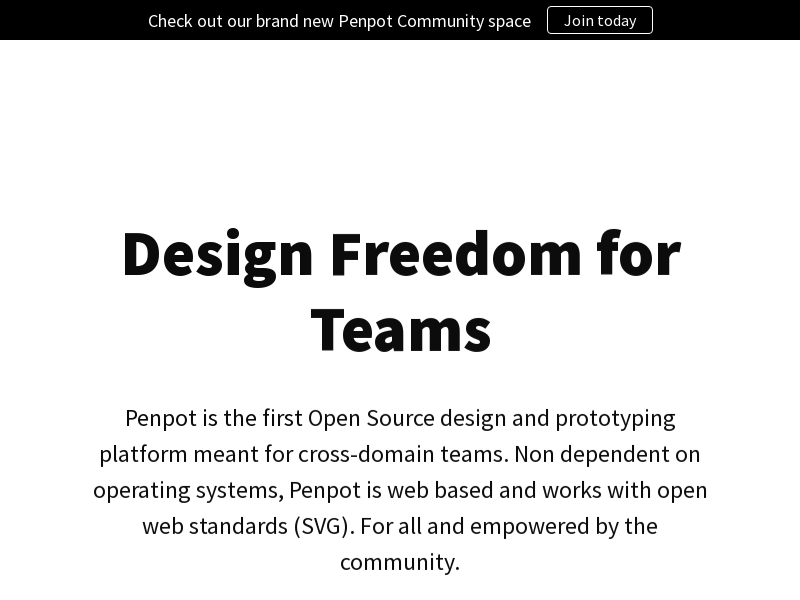 Check out our brand new Penpot Community space
Join today
Design Freedom for
Teams
Penpot is the first Open Source design and prototyping
platform meant for cross-domain teams. Non dependent on
operating systems, Penpot is web based and works with open
web standards (SVG). For all and empowered by the
community.